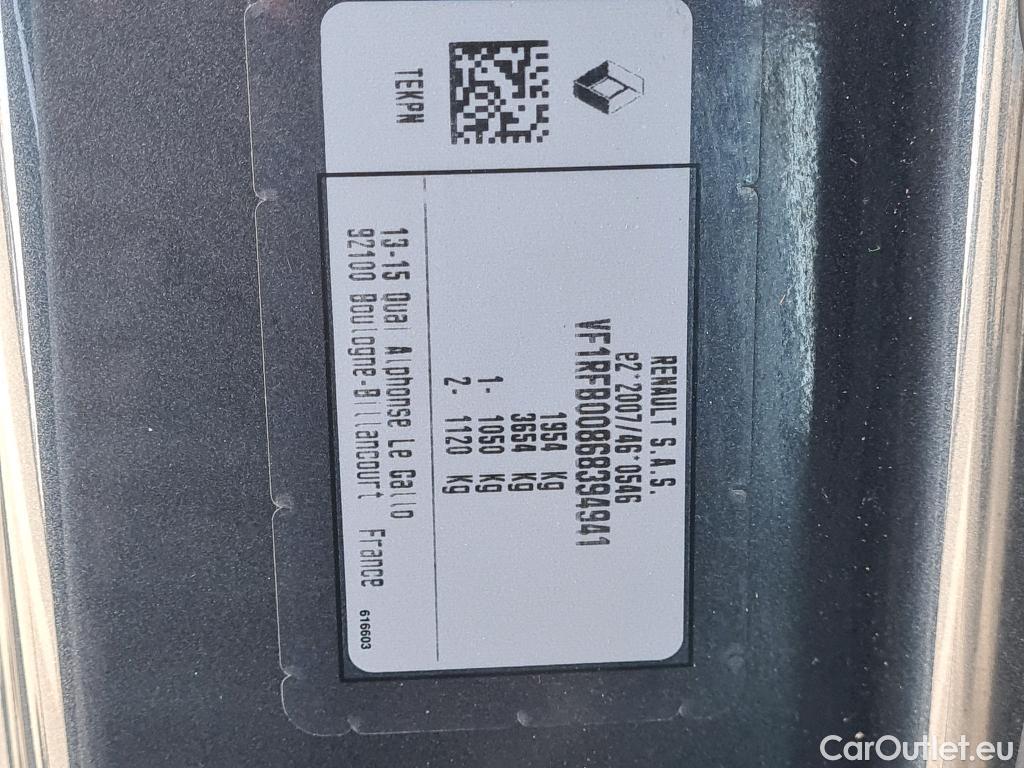 TEKPN
RENAULT S.A.S.
e2*2007/46*0546
VF1RFB00868394941
1954 kg
3654 kg
1- 1050 kg
2- 1120 kg
13-15 Quai Alphonse Le Gallo
92100 Boulogne-Billancourt France
616603
CarOutlet.eu